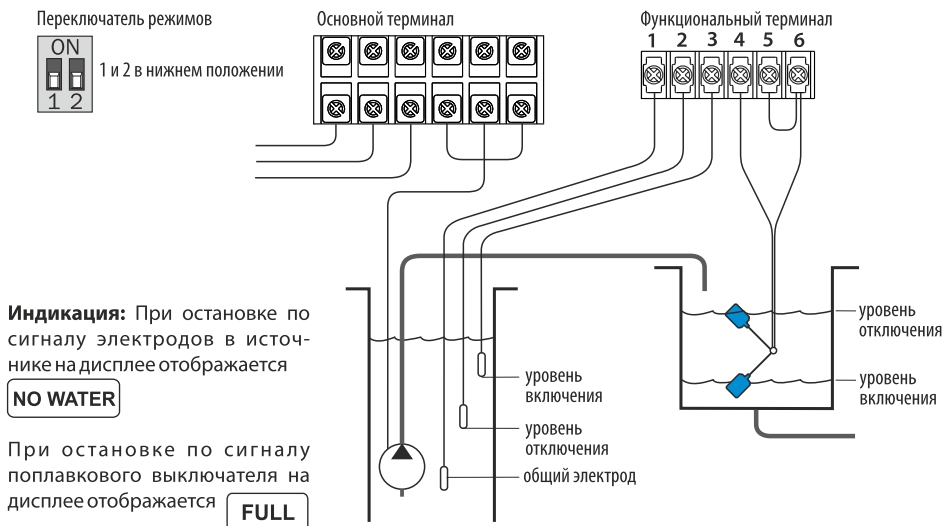 Переключатель режимов
ON
1 2
1 и 2 в нижнем положении
Основной терминал
Функциональный терминал
1 2 3 4 5 6
Индикация: При остановке по
сигналу электродов в источ-
нике на дисплее отображается
NO WATER
При остановке по сигналу
поплавкового выключателя на
дисплее отображается
FULL
уровень
включения
уровень
отключения
общий электрод
уровень
отключения
уровень
включения